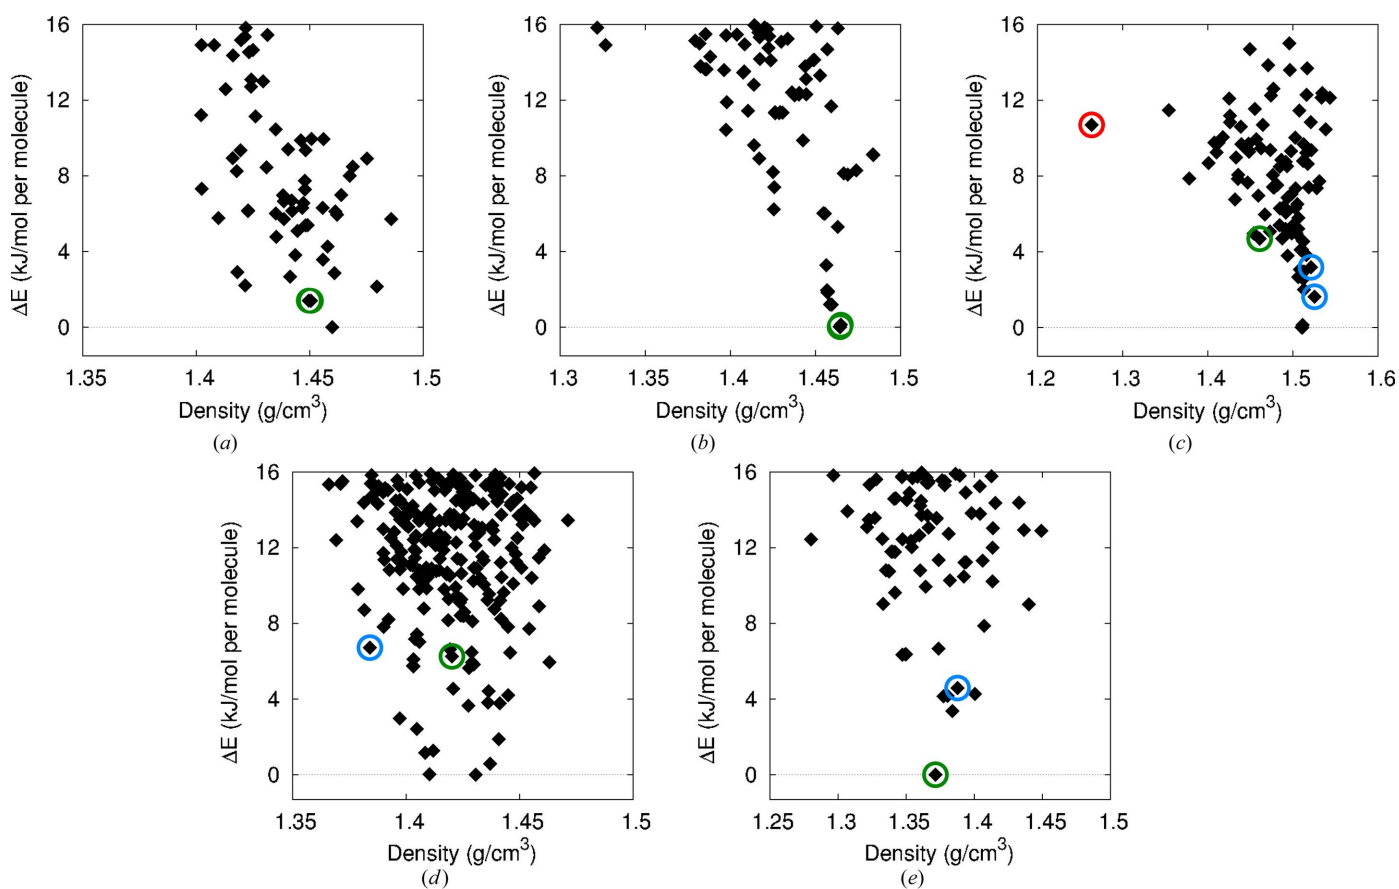 16
12
8
4
0
ΔE (kJ/mol per molecule)
1.35 1.4 1.45 1.5
Density (g/cm³)
(a)
16
12
8
4
0
ΔE (kJ/mol per molecule)
1.3 1.35 1.4 1.45 1.5
Density (g/cm³)
(b)
16
12
8
4
0
ΔE (kJ/mol per molecule)
1.2 1.3 1.4 1.5 1.6
Density (g/cm³)
(c)
16
12
8
4
0
ΔE (kJ/mol per molecule)
1.35 1.4 1.45 1.5
Density (g/cm³)
(d)
16
12
8
4
0
ΔE (kJ/mol per molecule)
1.25 1.3 1.35 1.4 1.45 1.5
Density (g/cm³)
(e)